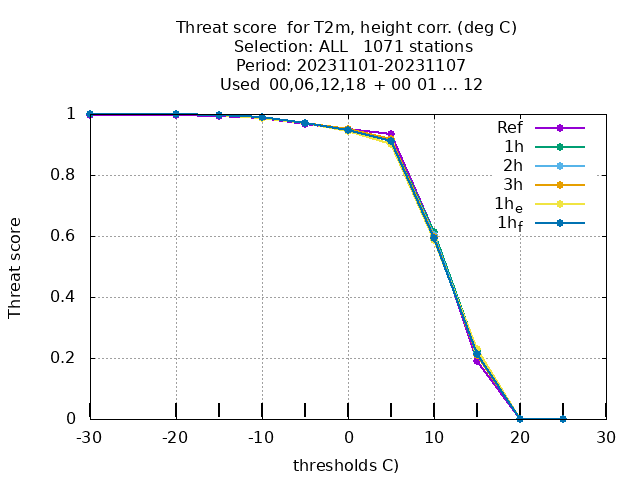 Threat score for T2m, height corr. (deg C)
Selection: ALL 1071 stations
Period: 20231101-20231107
Used 00,06,12,18 + 00 01 ... 12
Threat score
1
0.8
0.6
0.4
0.2
0
Ref
1h
2h
3h
1h_e
1h_f
-30 -20 -10 0 10 20 30
thresholds C)